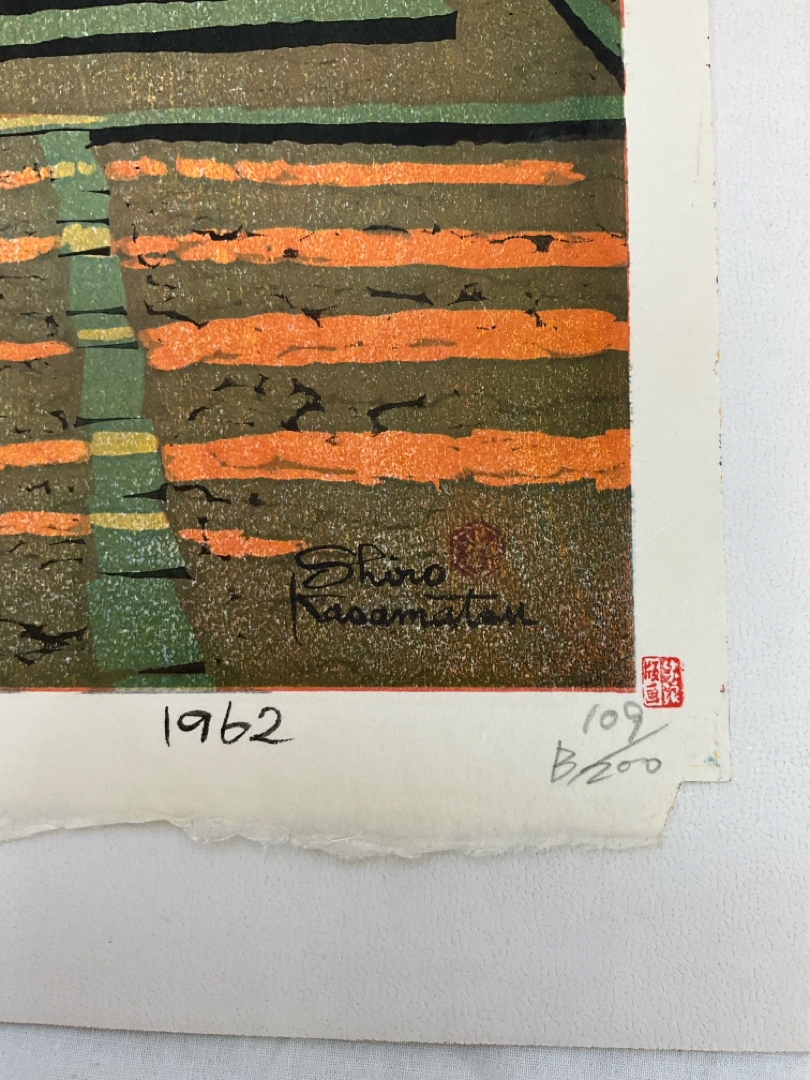 Shiro
Kasamatsu
1962
109/
B/200